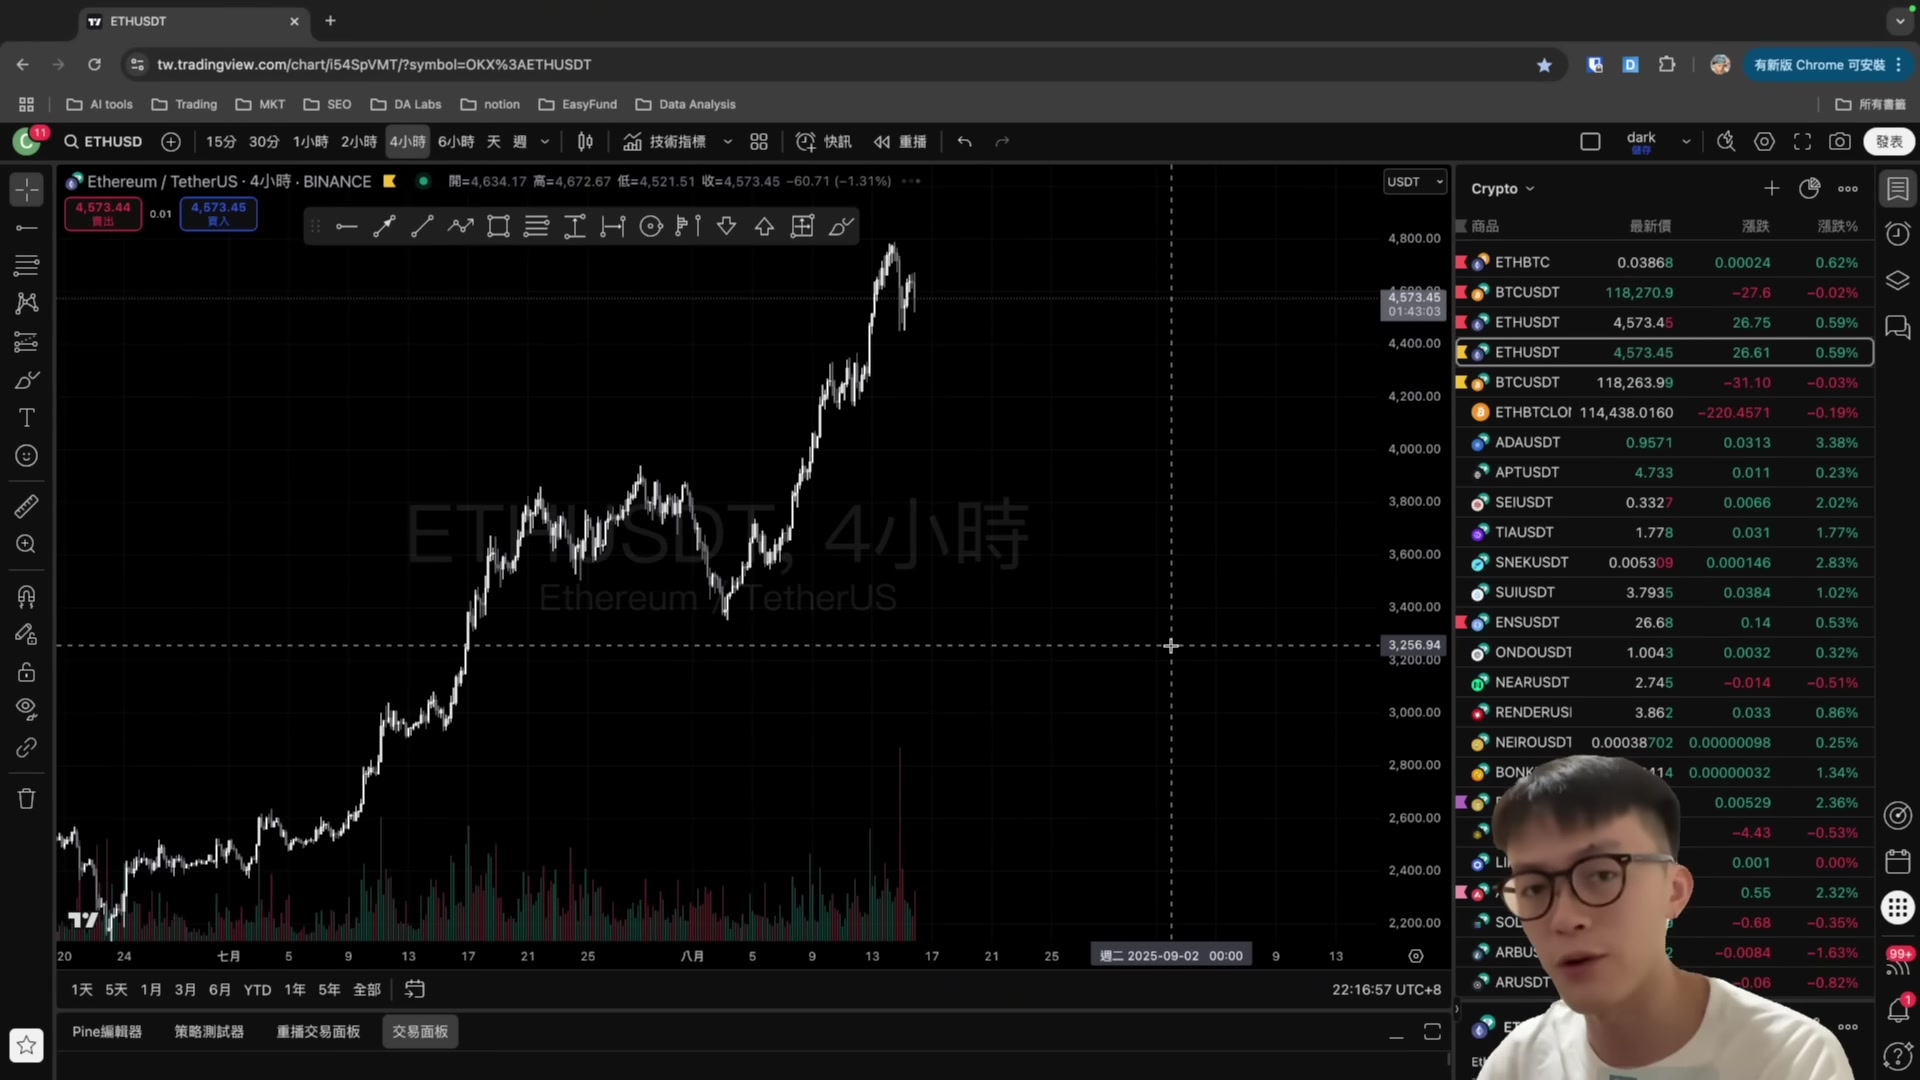 ETHUSDT
tw.tradingview.com/chart/i54SpVMT/?symbol=OKX%3AETHUSDT
有新版 Chrome 可安裝
AI tools
Trading
MKT
SEO
DA Labs
notion
EasyFund
Data Analysis
所有書籤
C
11
ETHUSD
15分
30分
1小時
2小時
4小時
6小時
天
週
技術指標
快訊
重播
dark
儲存
發表
Ethereum / TetherUS · 4小時 · BINANCE
開=4,634.17 高=4,672.67 低=4,521.51 收=4,573.45 −60.71 (−1.31%)
USDT
4,573.44
賣出
0.01
4,573.45
買入
ETHUSDT, 4小時
Ethereum / TetherUS
4,800.00
4,573.45
01:43:03
4,400.00
4,200.00
4,000.00
3,800.00
3,600.00
3,400.00
3,256.94
3,200.00
3,000.00
2,800.00
2,600.00
2,400.00
2,200.00
20
24
七月
5
9
13
17
21
25
八月
5
9
13
17
21
25
週二 2025-09-02 00:00
9
13
1天
5天
1月
3月
6月
YTD
1年
5年
全部
22:16:57 UTC+8
Pine編輯器
策略測試器
重播交易面板
交易面板
Crypto
商品 最新價 漲跌 漲跌%
ETHBTC 0.03868 0.00024 0.62%
BTCUSDT 118,270.9 −27.6 −0.02%
ETHUSDT 4,573.45 26.75 0.59%
ETHUSDT 4,573.45 26.61 0.59%
BTCUSDT 118,263.99 −31.10 −0.03%
ETHBTCLO 114,438.0160 −220.4571 −0.19%
ADAUSDT 0.9571 0.0313 3.38%
APTUSDT 4.733 0.011 0.23%
SEIUSDT 0.3327 0.0066 2.02%
TIAUSDT 1.778 0.031 1.77%
SNEKUSDT 0.005309 0.000146 2.83%
SUIUSDT 3.7935 0.0384 1.02%
ENSUSDT 26.68 0.14 0.53%
ONDOUSDT 1.0043 0.0032 0.32%
NEARUSDT 2.745 −0.014 −0.51%
RENDERUS 3.862 0.033 0.86%
NEIROUSDT 0.00038702 0.00000098 0.25%
BONK 414 0.00000032 1.34%
0.00529 2.36%
−4.43 −0.53%
LI 0.001 0.00%
0.55 2.32%
SOL −0.68 −0.35%
ARBUS 2 −0.0084 −1.63%
ARUSDT −0.06 −0.82%
99+
1